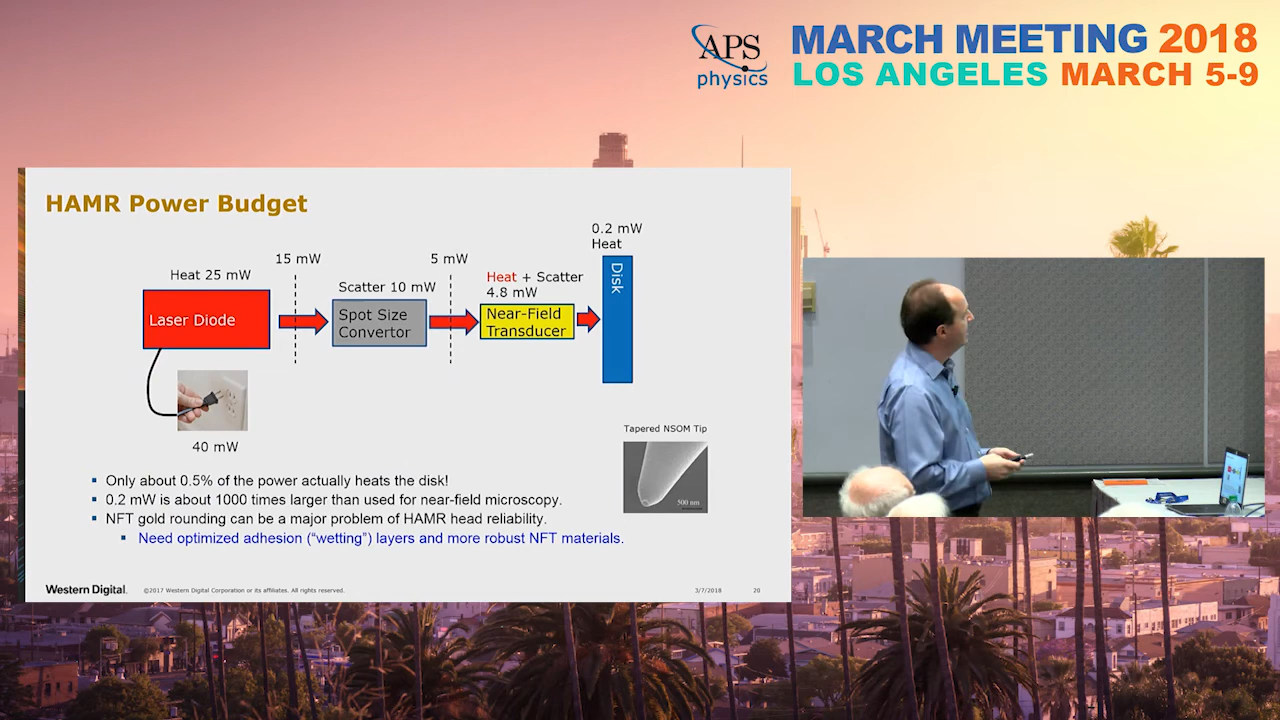 APS
physics
MARCH MEETING 2018
LOS ANGELES MARCH 5-9
HAMR Power Budget
0.2 mW
Heat
15 mW
5 mW
Heat 25 mW
Scatter 10 mW
Heat + Scatter
4.8 mW
Laser Diode
Spot Size
Convertor
Near-Field
Transducer
Disk
40 mW
Tapered NSOM Tip
500 nm
▪ Only about 0.5% of the power actually heats the disk!
▪ 0.2 mW is about 1000 times larger than used for near-field microscopy.
▪ NFT gold rounding can be a major problem of HAMR head reliability.
▪ Need optimized adhesion (“wetting”) layers and more robust NFT materials.
Western Digital.
©2017 Western Digital Corporation or its affiliates. All rights reserved.
3/7/2018
20